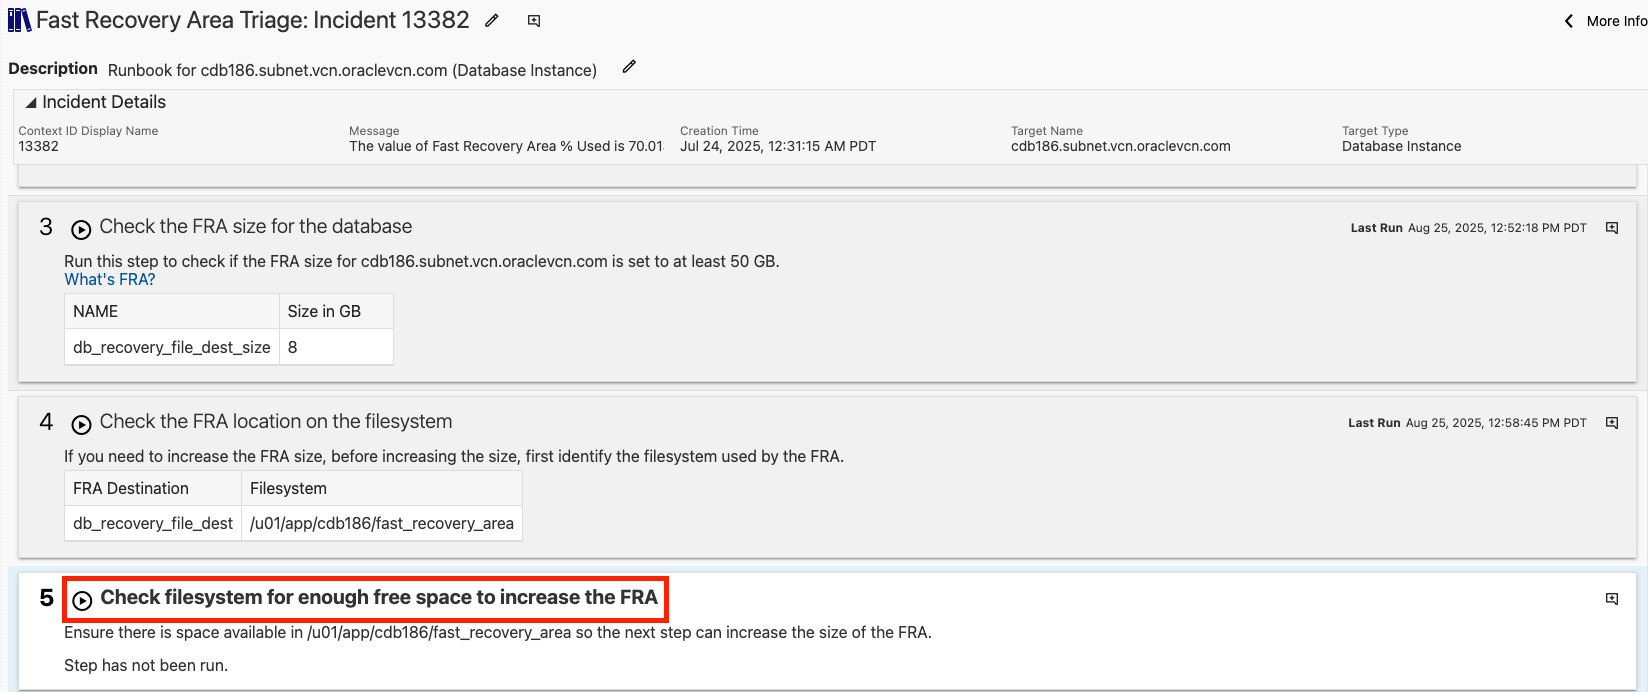 Fast Recovery Area Triage: Incident 13382
More Info
Description Runbook for cdb186.subnet.vcn.oraclevcn.com (Database Instance)
Incident Details
Context ID Display Name Message Creation Time Target Name Target Type
13382 The value of Fast Recovery Area % Used is 70.01 Jul 24, 2025, 12:31:15 AM PDT cdb186.subnet.vcn.oraclevcn.com Database Instance
3 Check the FRA size for the database Last Run Aug 25, 2025, 12:52:18 PM PDT
Run this step to check if the FRA size for cdb186.subnet.vcn.oraclevcn.com is set to at least 50 GB.
What's FRA?
NAME Size in GB
db_recovery_file_dest_size 8
4 Check the FRA location on the filesystem Last Run Aug 25, 2025, 12:58:45 PM PDT
If you need to increase the FRA size, before increasing the size, first identify the filesystem used by the FRA.
FRA Destination Filesystem
db_recovery_file_dest /u01/app/cdb186/fast_recovery_area
5 Check filesystem for enough free space to increase the FRA
Ensure there is space available in /u01/app/cdb186/fast_recovery_area so the next step can increase the size of the FRA.
Step has not been run.